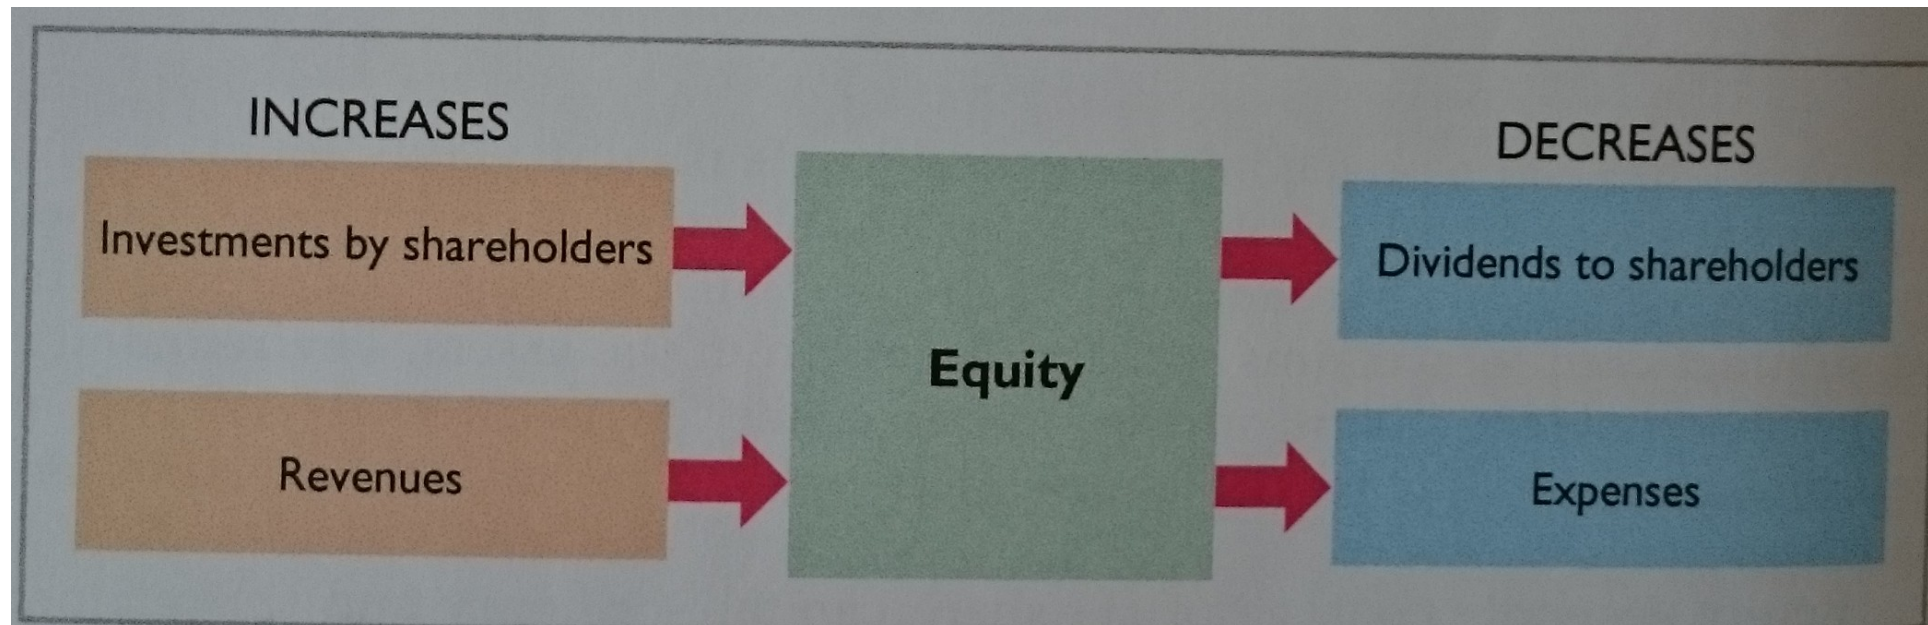 INCREASES
Investments by shareholders
Revenues
Equity
DECREASES
Dividends to shareholders
Expenses